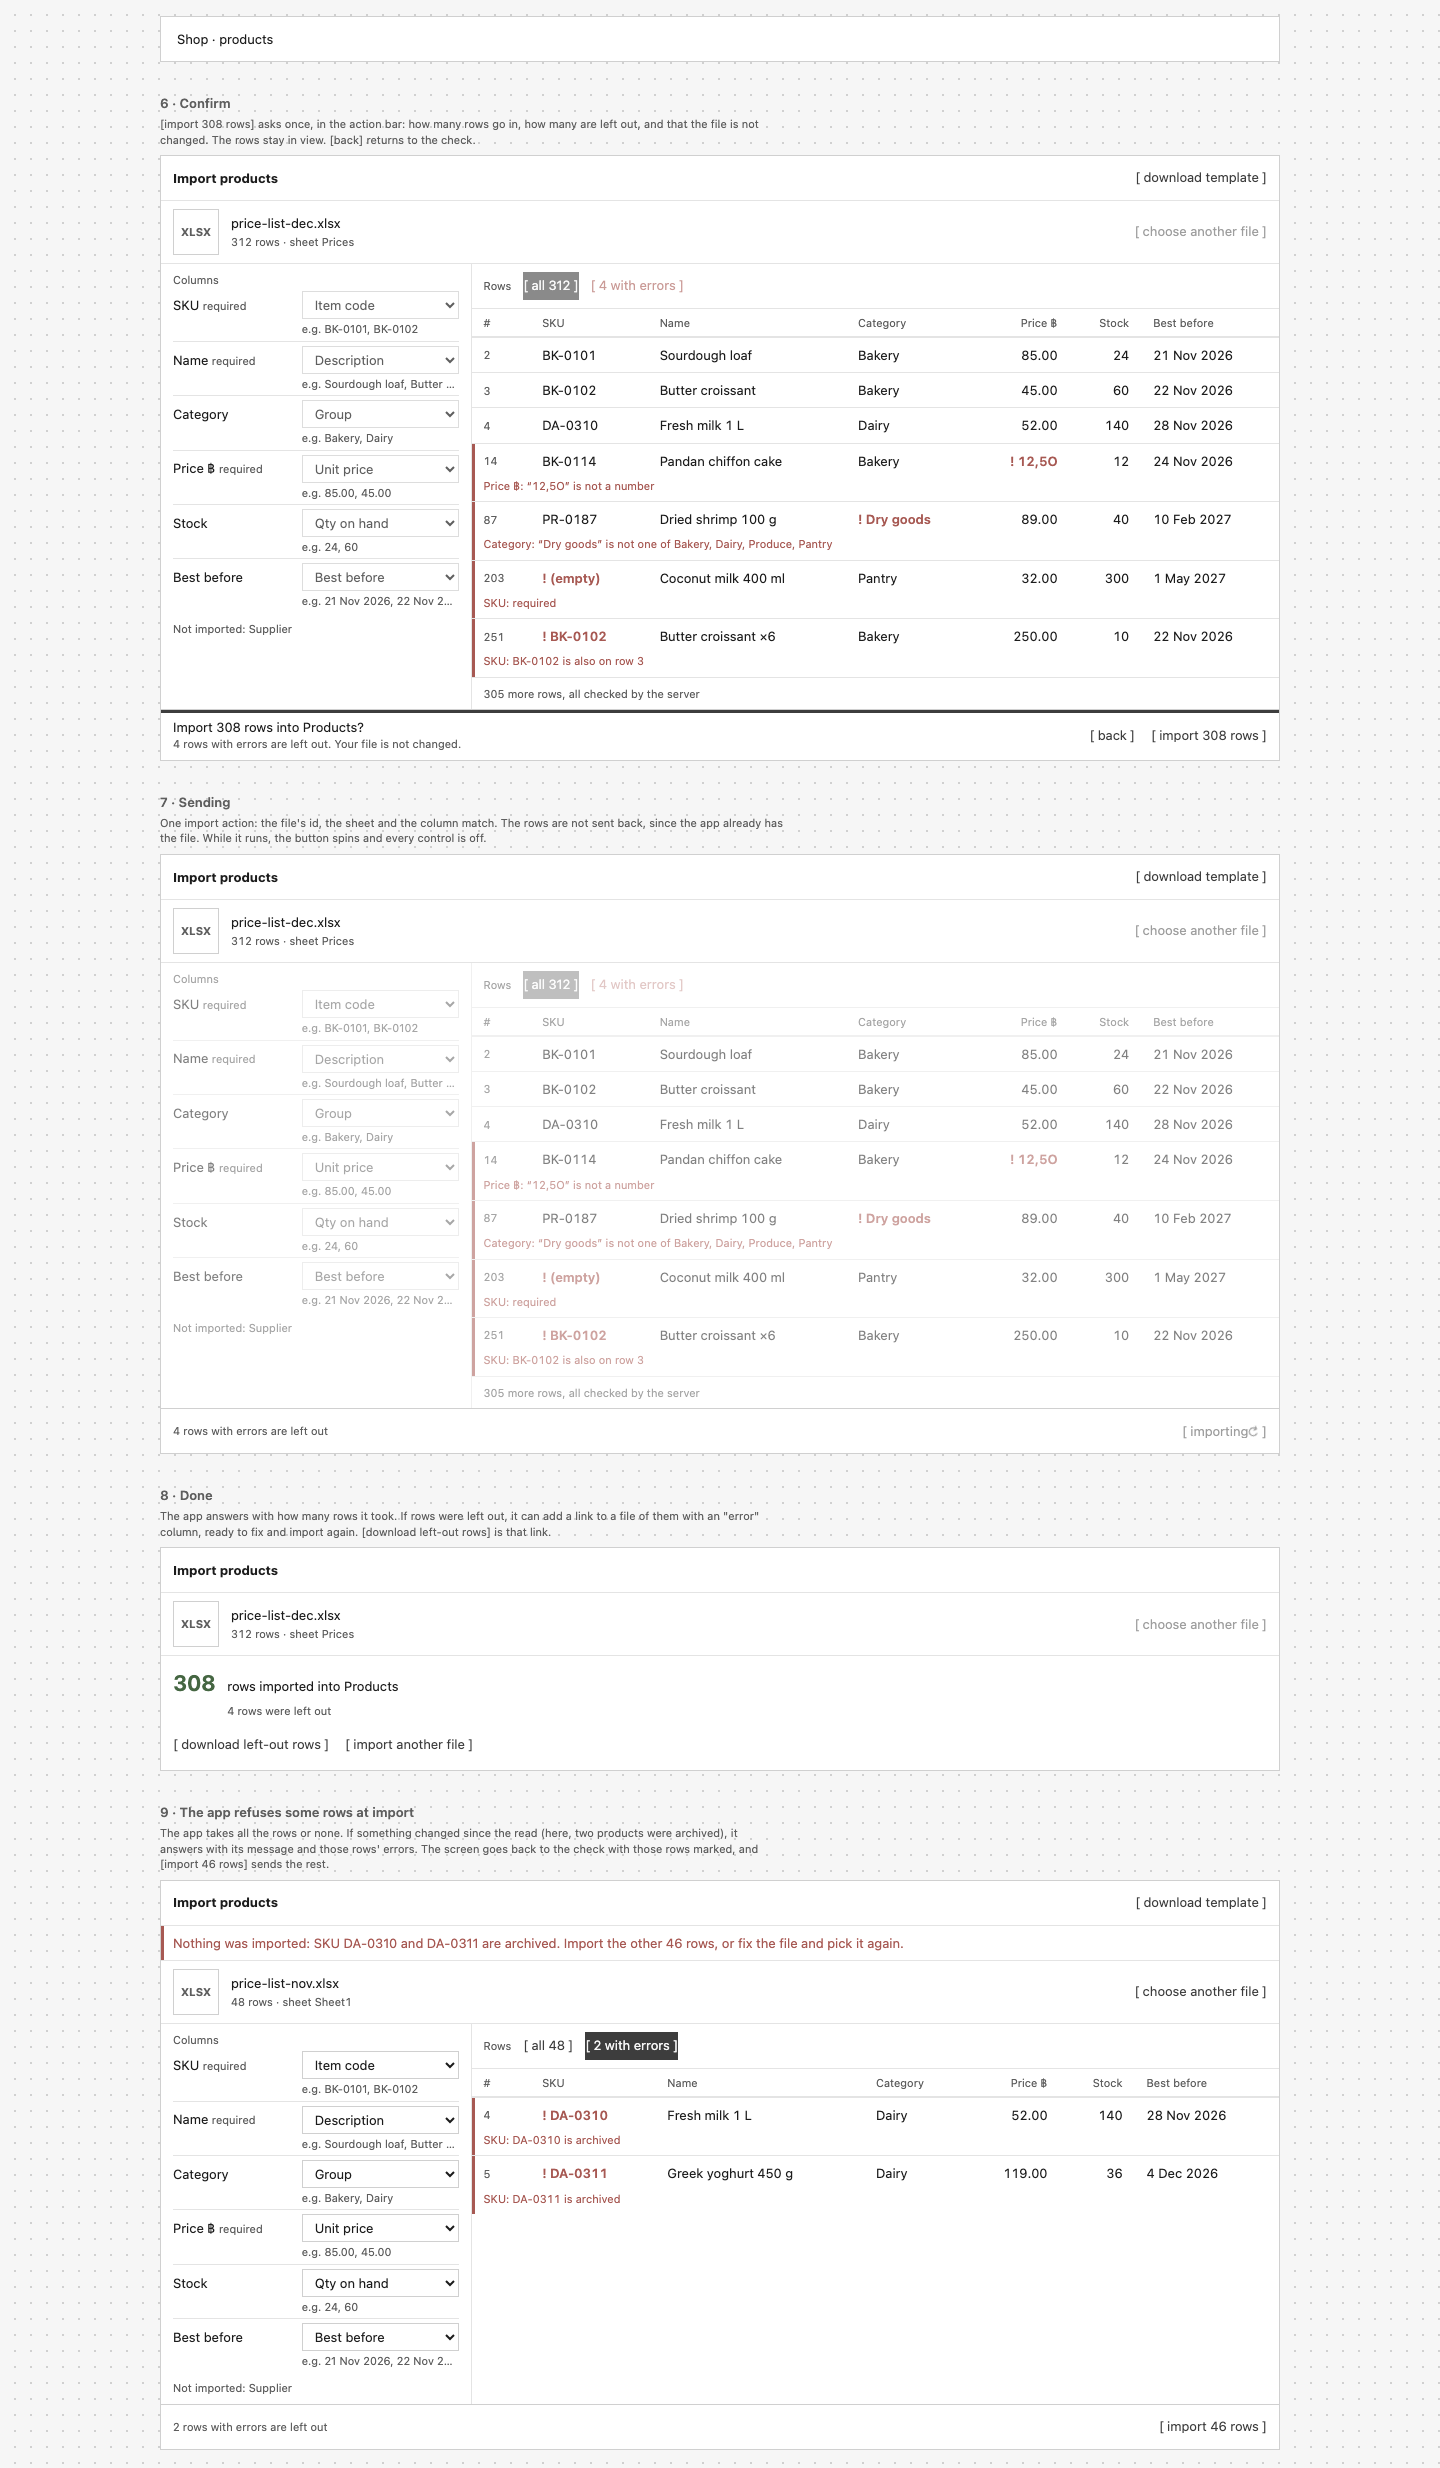 Shop · products
6 · Confirm
[import 308 rows] asks once, in the action bar: how many rows go in, how many are left out, and that the file is not
changed. The rows stay in view. [back] returns to the check.
Import products
[ download template ]
XLSX
price-list-dec.xlsx
312 rows · sheet Prices
[ choose another file ]
Columns
SKU required
Item code
e.g. BK-0101, BK-0102
Name required
Description
e.g. Sourdough loaf, Butter ...
Category
Group
e.g. Bakery, Dairy
Price ฿ required
Unit price
e.g. 85.00, 45.00
Stock
Qty on hand
e.g. 24, 60
Best before
Best before
e.g. 21 Nov 2026, 22 Nov 2...
Not imported: Supplier
Rows [ all 312 ] [ 4 with errors ]
# SKU Name Category Price ฿ Stock Best before
2 BK-0101 Sourdough loaf Bakery 85.00 24 21 Nov 2026
3 BK-0102 Butter croissant Bakery 45.00 60 22 Nov 2026
4 DA-0310 Fresh milk 1 L Dairy 52.00 140 28 Nov 2026
14 BK-0114 Pandan chiffon cake Bakery ! 12,5O 12 24 Nov 2026
Price ฿: “12,5O” is not a number
87 PR-0187 Dried shrimp 100 g ! Dry goods 89.00 40 10 Feb 2027
Category: “Dry goods” is not one of Bakery, Dairy, Produce, Pantry
203 ! (empty) Coconut milk 400 ml Pantry 32.00 300 1 May 2027
SKU: required
251 ! BK-0102 Butter croissant ×6 Bakery 250.00 10 22 Nov 2026
SKU: BK-0102 is also on row 3
305 more rows, all checked by the server
Import 308 rows into Products?
4 rows with errors are left out. Your file is not changed.
[ back ] [ import 308 rows ]
7 · Sending
One import action: the file's id, the sheet and the column match. The rows are not sent back, since the app already has
the file. While it runs, the button spins and every control is off.
Import products
[ download template ]
XLSX
price-list-dec.xlsx
312 rows · sheet Prices
[ choose another file ]
Columns
SKU required
Item code
e.g. BK-0101, BK-0102
Name required
Description
e.g. Sourdough loaf, Butter ...
Category
Group
e.g. Bakery, Dairy
Price ฿ required
Unit price
e.g. 85.00, 45.00
Stock
Qty on hand
e.g. 24, 60
Best before
Best before
e.g. 21 Nov 2026, 22 Nov 2...
Not imported: Supplier
Rows [ all 312 ] [ 4 with errors ]
# SKU Name Category Price ฿ Stock Best before
2 BK-0101 Sourdough loaf Bakery 85.00 24 21 Nov 2026
3 BK-0102 Butter croissant Bakery 45.00 60 22 Nov 2026
4 DA-0310 Fresh milk 1 L Dairy 52.00 140 28 Nov 2026
14 BK-0114 Pandan chiffon cake Bakery ! 12,5O 12 24 Nov 2026
Price ฿: “12,5O” is not a number
87 PR-0187 Dried shrimp 100 g ! Dry goods 89.00 40 10 Feb 2027
Category: “Dry goods” is not one of Bakery, Dairy, Produce, Pantry
203 ! (empty) Coconut milk 400 ml Pantry 32.00 300 1 May 2027
SKU: required
251 ! BK-0102 Butter croissant ×6 Bakery 250.00 10 22 Nov 2026
SKU: BK-0102 is also on row 3
305 more rows, all checked by the server
4 rows with errors are left out
[ importing ]
8 · Done
The app answers with how many rows it took. If rows were left out, it can add a link to a file of them with an "error"
column, ready to fix and import again. [download left-out rows] is that link.
Import products
XLSX
price-list-dec.xlsx
312 rows · sheet Prices
[ choose another file ]
308 rows imported into Products
4 rows were left out
[ download left-out rows ] [ import another file ]
9 · The app refuses some rows at import
The app takes all the rows or none. If something changed since the read (here, two products were archived), it
answers with its message and those rows' errors. The screen goes back to the check with those rows marked, and
[import 46 rows] sends the rest.
Import products
[ download template ]
Nothing was imported: SKU DA-0310 and DA-0311 are archived. Import the other 46 rows, or fix the file and pick it again.
XLSX
price-list-nov.xlsx
48 rows · sheet Sheet1
[ choose another file ]
Columns
SKU required
Item code
e.g. BK-0101, BK-0102
Name required
Description
e.g. Sourdough loaf, Butter ...
Category
Group
e.g. Bakery, Dairy
Price ฿ required
Unit price
e.g. 85.00, 45.00
Stock
Qty on hand
e.g. 24, 60
Best before
Best before
e.g. 21 Nov 2026, 22 Nov 2...
Not imported: Supplier
Rows [ all 48 ] [ 2 with errors ]
# SKU Name Category Price ฿ Stock Best before
4 ! DA-0310 Fresh milk 1 L Dairy 52.00 140 28 Nov 2026
SKU: DA-0310 is archived
5 ! DA-0311 Greek yoghurt 450 g Dairy 119.00 36 4 Dec 2026
SKU: DA-0311 is archived
2 rows with errors are left out
[ import 46 rows ]